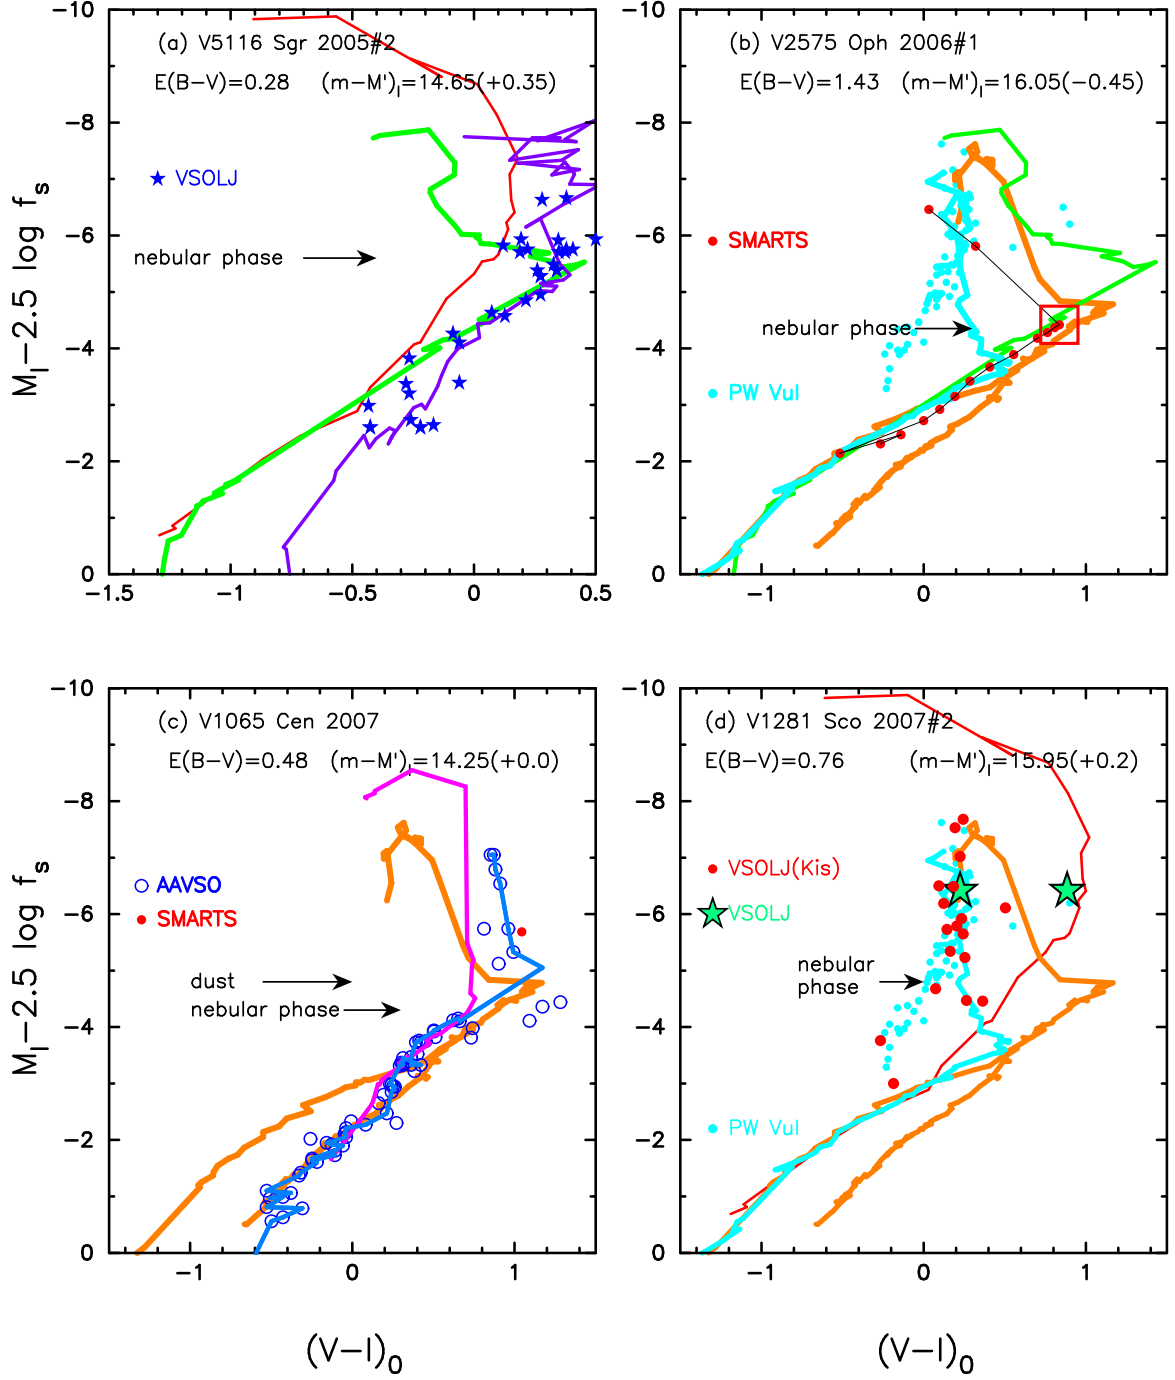 (a) V5116 Sgr 2005#2
E(B−V)=0.28 (m−M')I=14.65(+0.35)
VSOLJ
nebular phase
MI−2.5 log fs
−10
−8
−6
−4
−2
0
−1.5 −1 −0.5 0 0.5
(b) V2575 Oph 2006#1
E(B−V)=1.43 (m−M')I=16.05(−0.45)
SMARTS
nebular phase
PW Vul
−10
−8
−6
−4
−2
0
−1 0 1
(c) V1065 Cen 2007
E(B−V)=0.48 (m−M')I=14.25(+0.0)
AAVSO
SMARTS
dust
nebular phase
MI−2.5 log fs
−10
−8
−6
−4
−2
0
−1 0 1
(V−I)0
(d) V1281 Sco 2007#2
E(B−V)=0.76 (m−M')I=15.95(+0.2)
VSOLJ(Kis)
VSOLJ
nebular
phase
PW Vul
−10
−8
−6
−4
−2
0
−1 0 1
(V−I)0